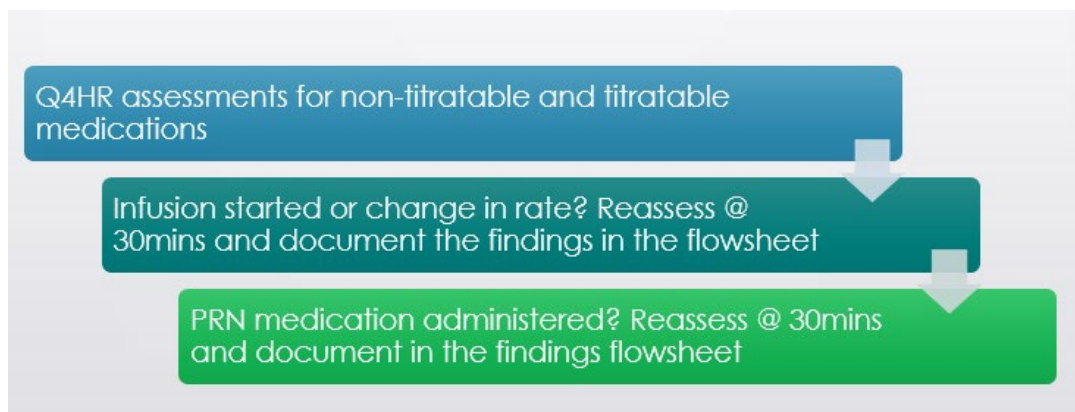 Q4HR assessments for non-titratable and titratable
medications
Infusion started or change in rate? Reassess @
30mins and document the findings in the flowsheet
PRN medication administered? Reassess @ 30mins
and document in the findings flowsheet